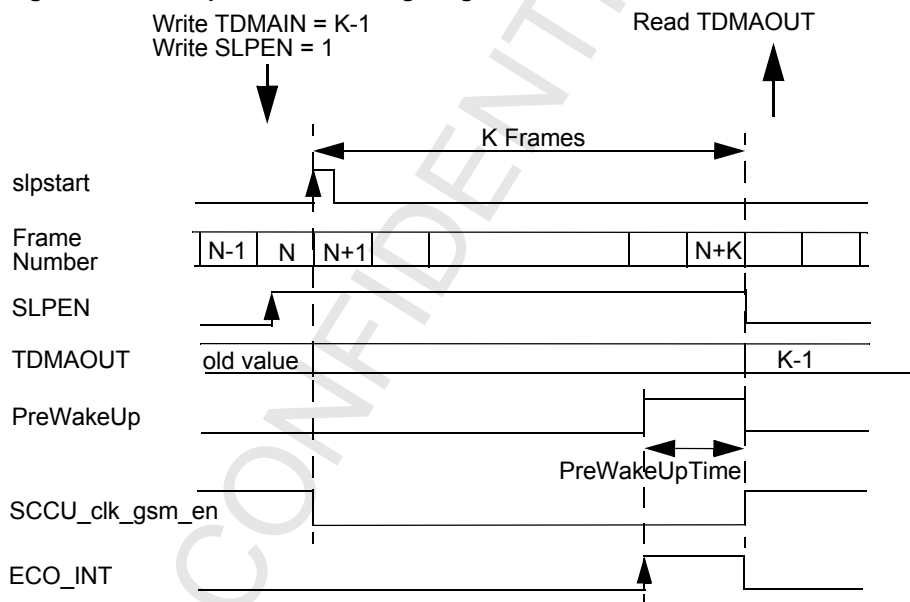 Write TDMAIN = K-1
Write SLPEN = 1
Read TDMAOUT
K Frames
slpstart
Frame
Number
N-1 N N+1 N+K
SLPEN
TDMAOUT old value K-1
PreWakeUp
PreWakeUpTime
SCCU_clk_gsm_en
ECO_INT
CONFIDENT